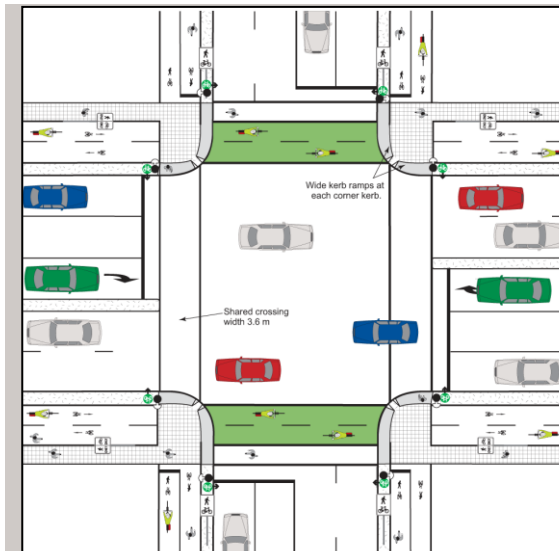 Wide kerb ramps at
each corner kerb.
Shared crossing
width 3.6 m